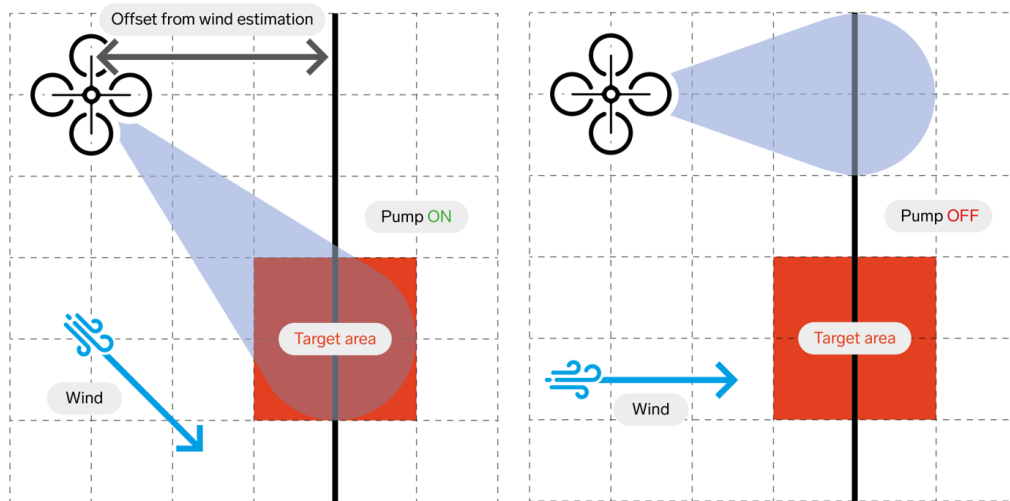 Offset from wind estimation
Pump ON
Pump OFF
Target area
Target area
Wind
Wind